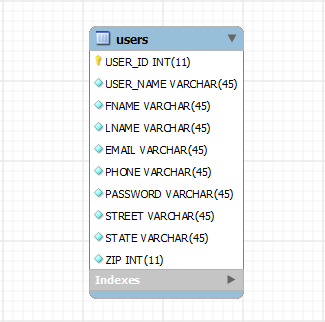 users
USER_ID INT(11)
USER_NAME VARCHAR(45)
FNAME VARCHAR(45)
LNAME VARCHAR(45)
EMAIL VARCHAR(45)
PHONE VARCHAR(45)
PASSWORD VARCHAR(45)
STREET VARCHAR(45)
STATE VARCHAR(45)
ZIP INT(11)
Indexes